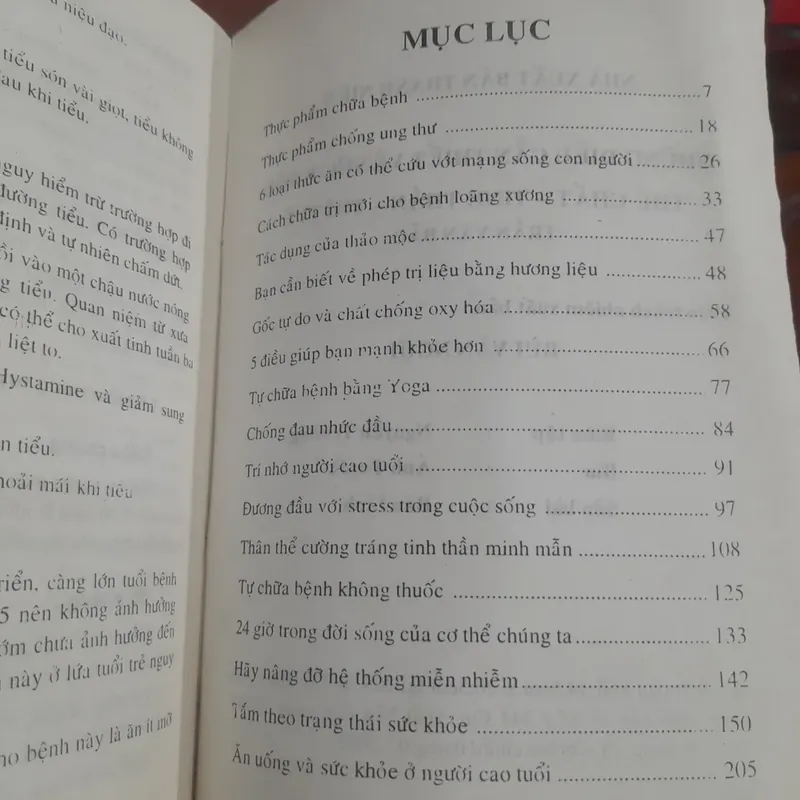 niệu đạo.
tiểu són vài giọt, tiểu không
au khi tiểu.
guy hiểm trừ trường hợp đi
đường tiểu. Có trường hợp
định và tự nhiên chấm dứt.
ồi vào một chậu nước nóng
g tiểu. Quan niệm từ xưa
có thể cho xuất tinh tuần ba
liệt to.
Hystamine và giảm sung
n tiểu.
hoải mái khi tiểu
riển, càng lớn tuổi bệnh
5 nên không ảnh hưởng
ớm chưa ảnh hưởng đến
này ở lứa tuổi trẻ nguy
ho bệnh này là ăn ít mỡ
MỤC LỤC
Thực phẩm chữa bệnh ........ 7
Thực phẩm chống ung thư ........ 18
6 loại thức ăn có thể cứu vớt mạng sống con người ........ 26
Cách chữa trị mới cho bệnh loãng xương ........ 33
Tác dụng của thảo mộc ........ 47
Bạn cần biết về phép trị liệu bằng hương liệu ........ 48
Gốc tự do và chất chống oxy hóa ........ 58
5 điều giúp bạn mạnh khỏe hơn ........ 66
Tự chữa bệnh bằng Yoga ........ 77
Chống đau nhức đầu ........ 84
Trí nhớ người cao tuổi ........ 91
Đương đầu với stress trong cuộc sống ........ 97
Thân thể cường tráng tinh thần minh mẫn ........ 108
Tự chữa bệnh không thuốc ........ 125
24 giờ trong đời sống của cơ thể chúng ta ........ 133
Hãy nâng đỡ hệ thống miễn nhiễm ........ 142
Tắm theo trạng thái sức khỏe ........ 150
Ăn uống và sức khỏe ở người cao tuổi ........ 205